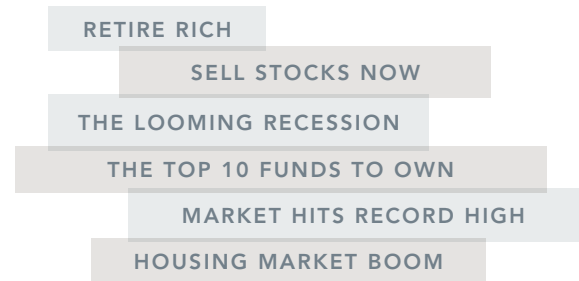 RETIRE RICH
SELL STOCKS NOW
THE LOOMING RECESSION
THE TOP 10 FUNDS TO OWN
MARKET HITS RECORD HIGH
HOUSING MARKET BOOM